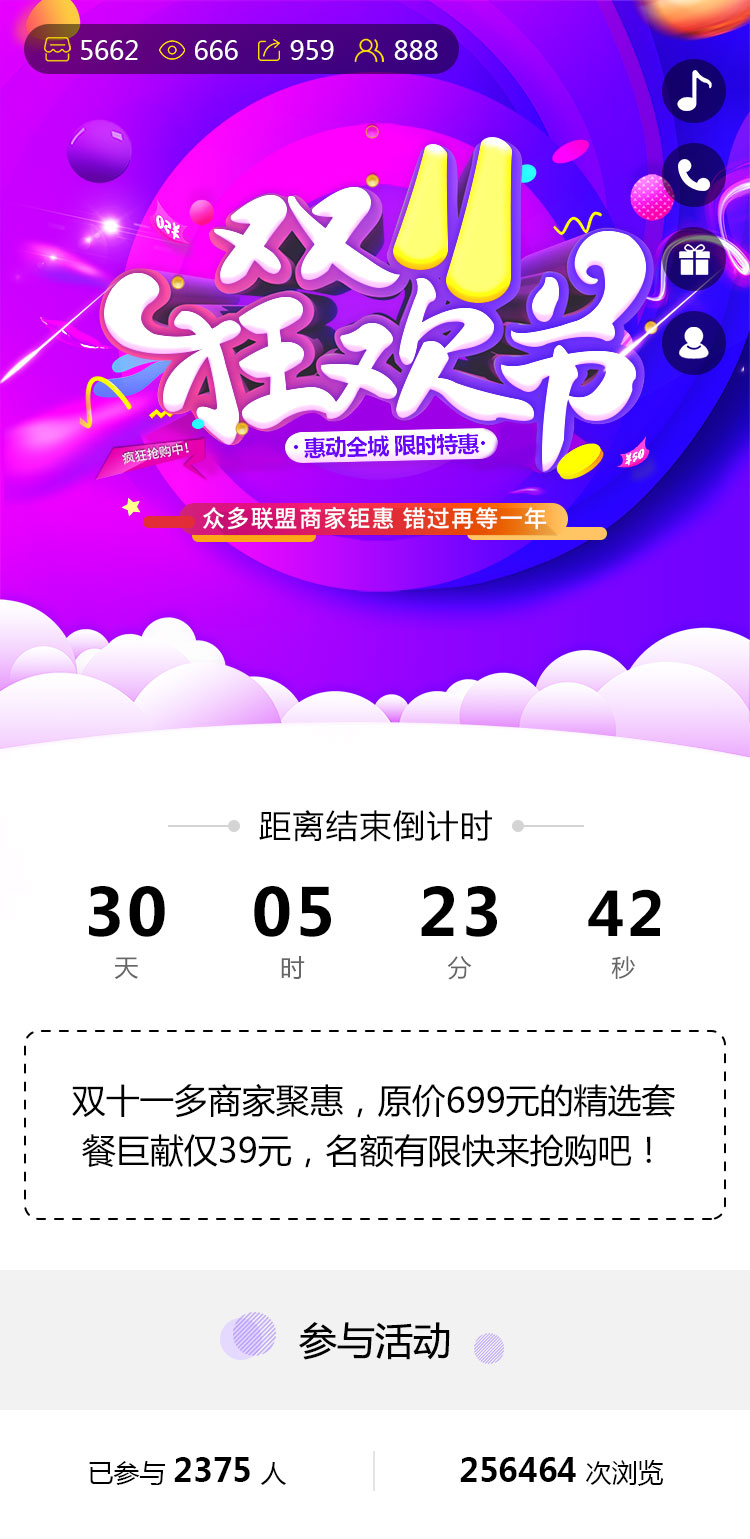 5662 666 959 888
¥50
双11
狂欢节
·惠动全城 限时特惠·
疯狂抢购中！
¥50
众多联盟商家钜惠 错过再等一年
距离结束倒计时
30 05 23 42
天 时 分 秒
双十一多商家聚惠，原价699元的精选套
餐巨献仅39元，名额有限快来抢购吧！
参与活动
已参与 2375 人 256464 次浏览